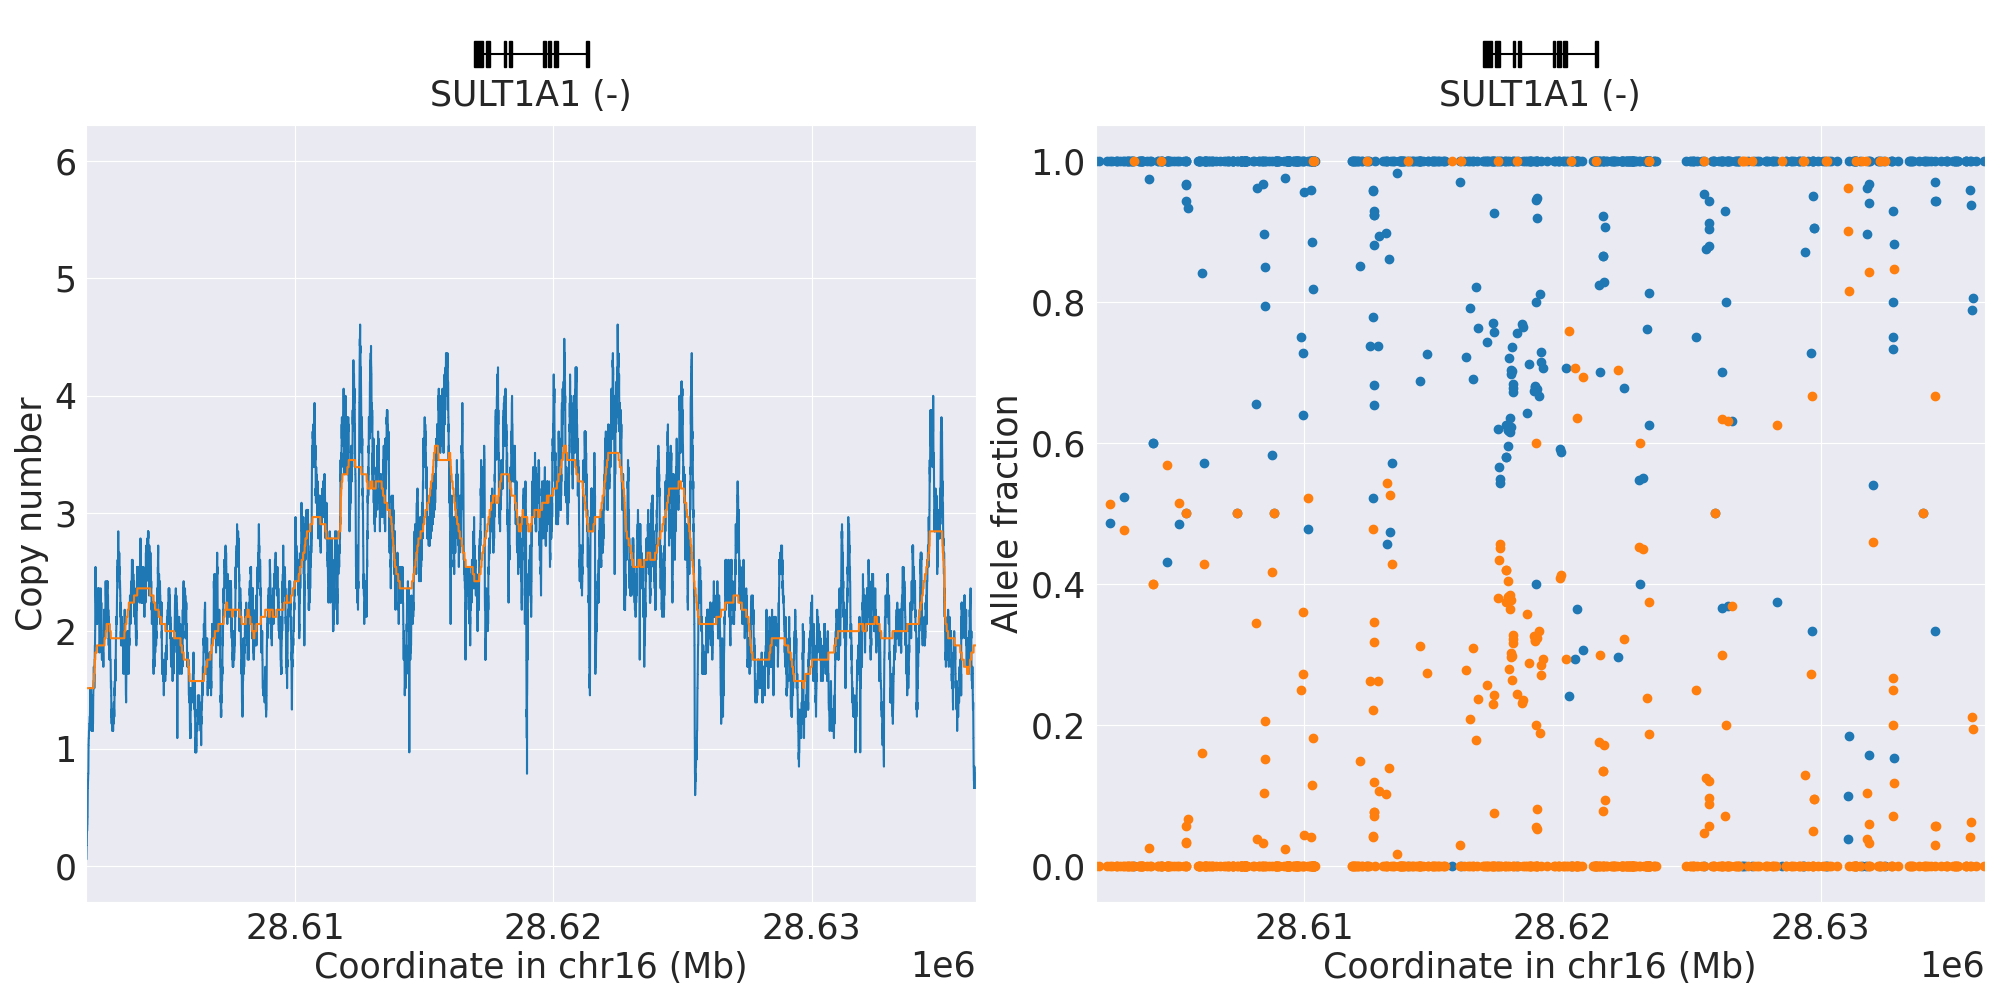 SULT1A1 (-)
6
5
4
3
2
1
0
Copy number
28.61
28.62
28.63
Coordinate in chr16 (Mb)
1e6
SULT1A1 (-)
1.0
0.8
0.6
0.4
0.2
0.0
Allele fraction
28.61
28.62
28.63
Coordinate in chr16 (Mb)
1e6